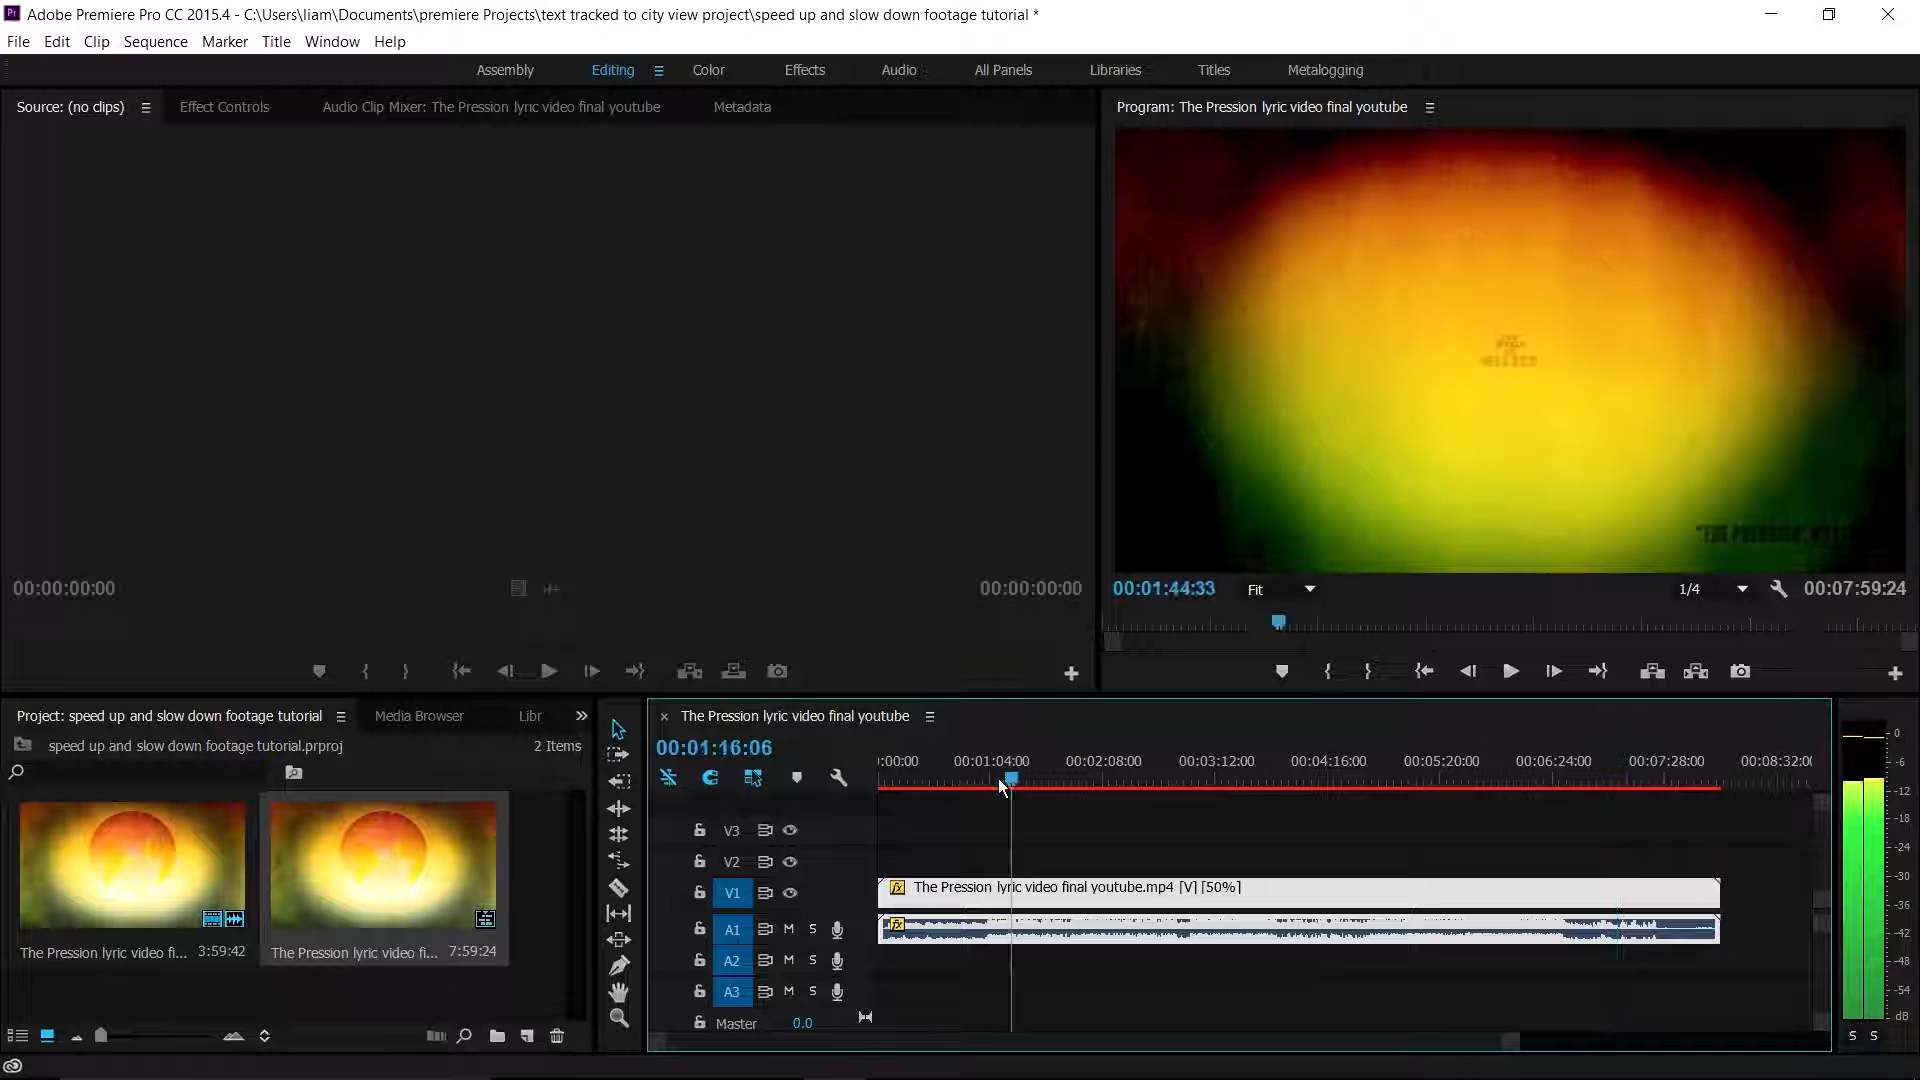 Adobe Premiere Pro CC 2015.4 - C:\Users\liam\Documents\premiere Projects\text tracked to city view project\speed up and slow down footage tutorial *
File Edit Clip Sequence Marker Title Window Help
Assembly Editing Color Effects Audio All Panels Libraries Titles Metalogging
Source: (no clips) Effect Controls Audio Clip Mixer: The Pression lyric video final youtube Metadata
Program: The Pression lyric video final youtube
00:00:00:00 00:00:00:00
00:01:44:33 Fit 1/4 00:07:59:24
Project: speed up and slow down footage tutorial Media Browser Libr
speed up and slow down footage tutorial.prproj 2 Items
The Pression lyric video fi... 3:59:42
The Pression lyric video fi... 7:59:24
The Pression lyric video final youtube
00:01:16:06
:00:00 00:01:04:00 00:02:08:00 00:03:12:00 00:04:16:00 00:05:20:00 00:06:24:00 00:07:28:00 00:08:32:00
V3
V2
V1 The Pression lyric video final youtube.mp4 [V] [50%]
A1 M S
A2 M S
A3 M S
Master 0.0
0
-6
-12
-18
-24
-30
-36
-42
-48
-54
dB
S S